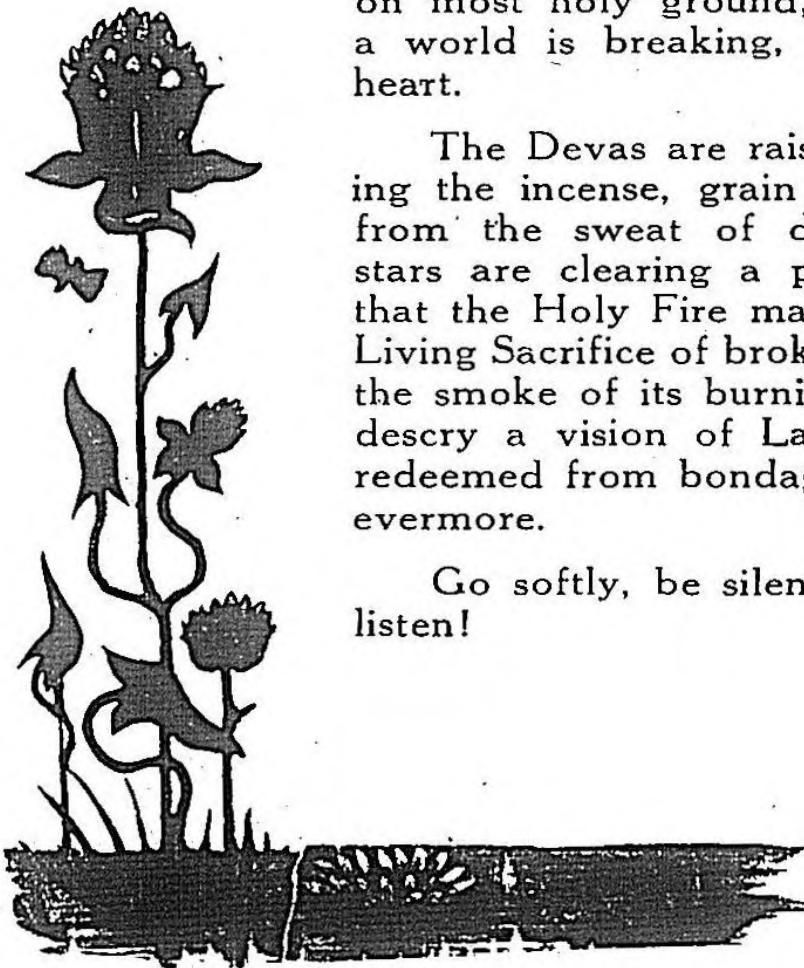 on most holy ground,
a world is breaking,
heart.
The Devas are rais
ing the incense, grain
from the sweat of
stars are clearing a p
that the Holy Fire ma
Living Sacrifice of brok
the smoke of its burni
descry a vision of La
redeemed from bondag
evermore.
Go softly, be silen
listen!